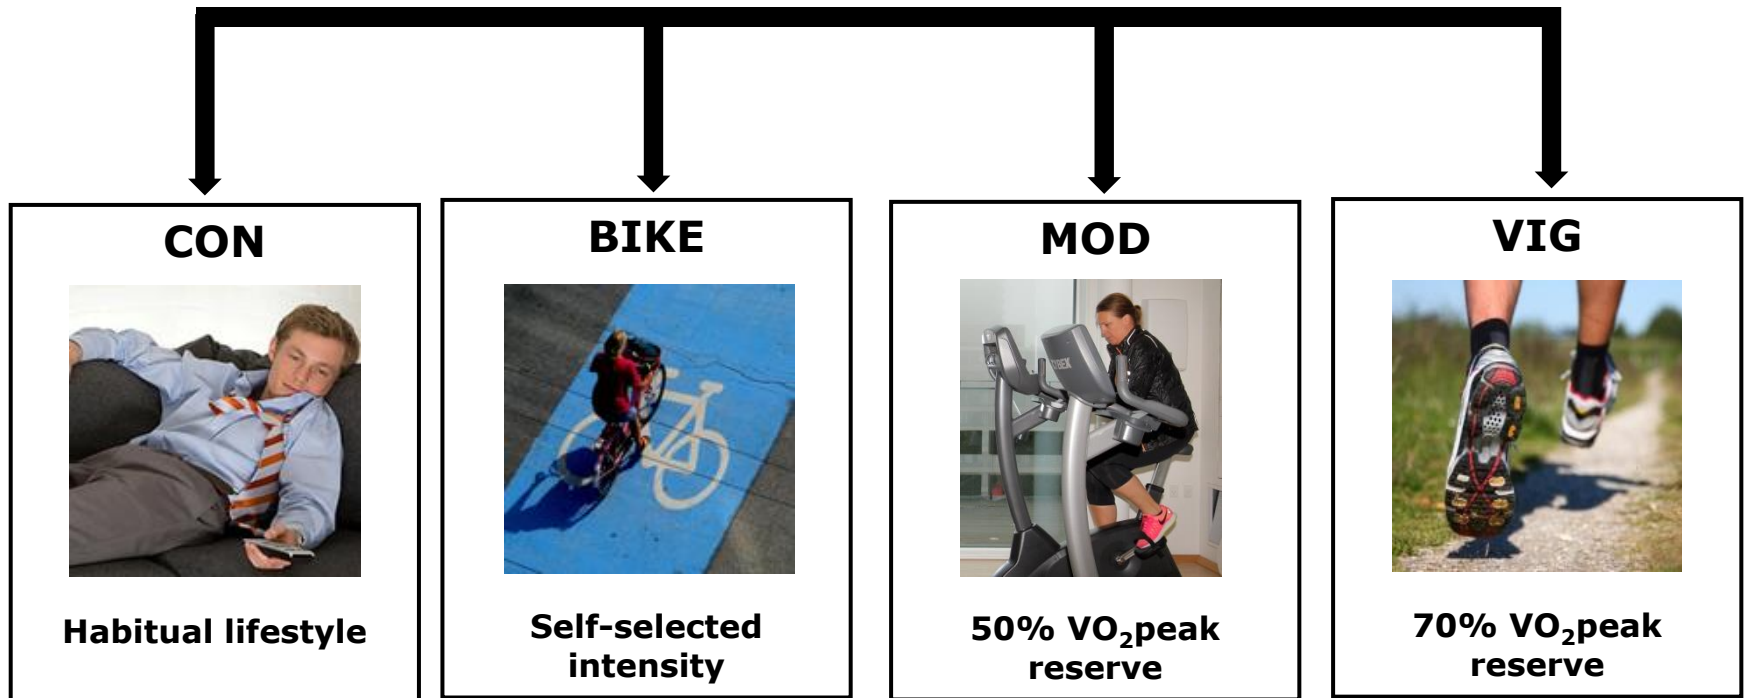 CON
Habitual lifestyle
BIKE
Self-selected
intensity
MOD
50% VO₂peak
reserve
VIG
70% VO₂peak
reserve